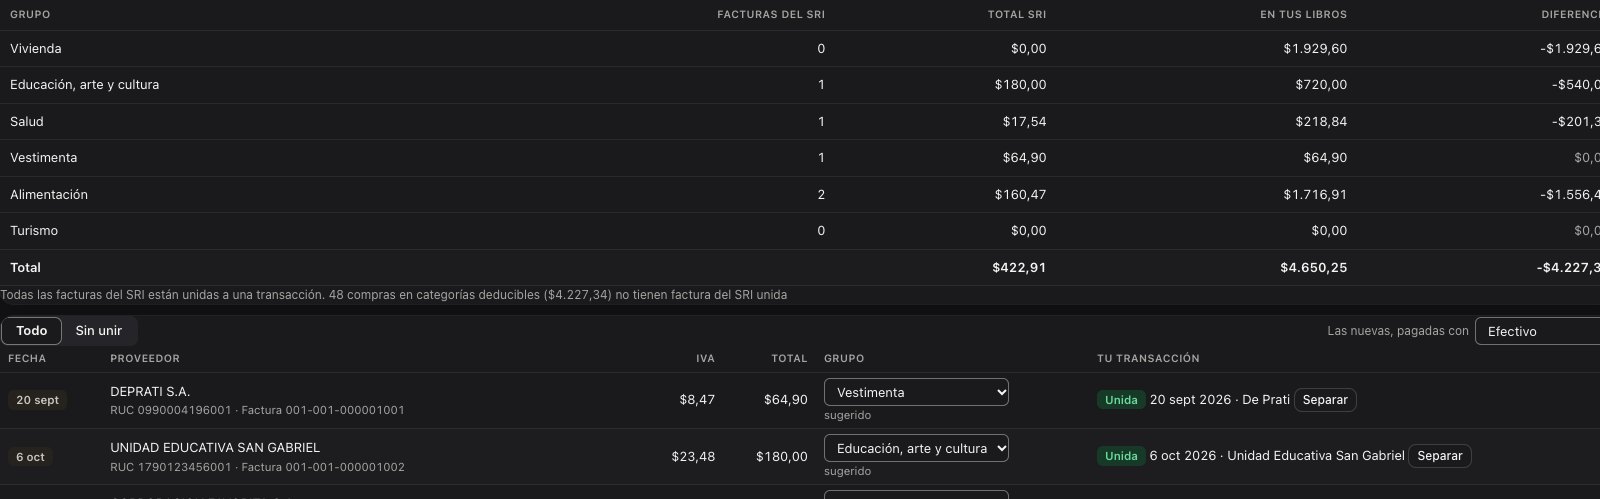 GRUPO FACTURAS DEL SRI TOTAL SRI EN TUS LIBROS
Vivienda 0 $0,00 $1.929,60
Educación, arte y cultura 1 $180,00 $720,00
Salud 1 $17,54 $218,84
Vestimenta 1 $64,90 $64,90
Alimentación 2 $160,47 $1.716,91
Turismo 0 $0,00 $0,00
Total $422,91 $4.650,25
Todas las facturas del SRI están unidas a una transacción. 48 compras en categorías deducibles ($4.227,34) no tienen factura del SRI unida
Todo Sin unir Las nuevas, pagadas con Efectivo
FECHA PROVEEDOR IVA TOTAL GRUPO TU TRANSACCIÓN
20 sept DEPRATI S.A. $8,47 $64,90 Vestimenta Unida 20 sept 2026 · De Prati Separar
RUC 0990004196001 · Factura 001-001-000001001 sugerido
6 oct UNIDAD EDUCATIVA SAN GABRIEL $23,48 $180,00 Educación, arte y cultura Unida 6 oct 2026 · Unidad Educativa San Gabriel Separar
RUC 1790123456001 · Factura 001-001-000001002 sugerido